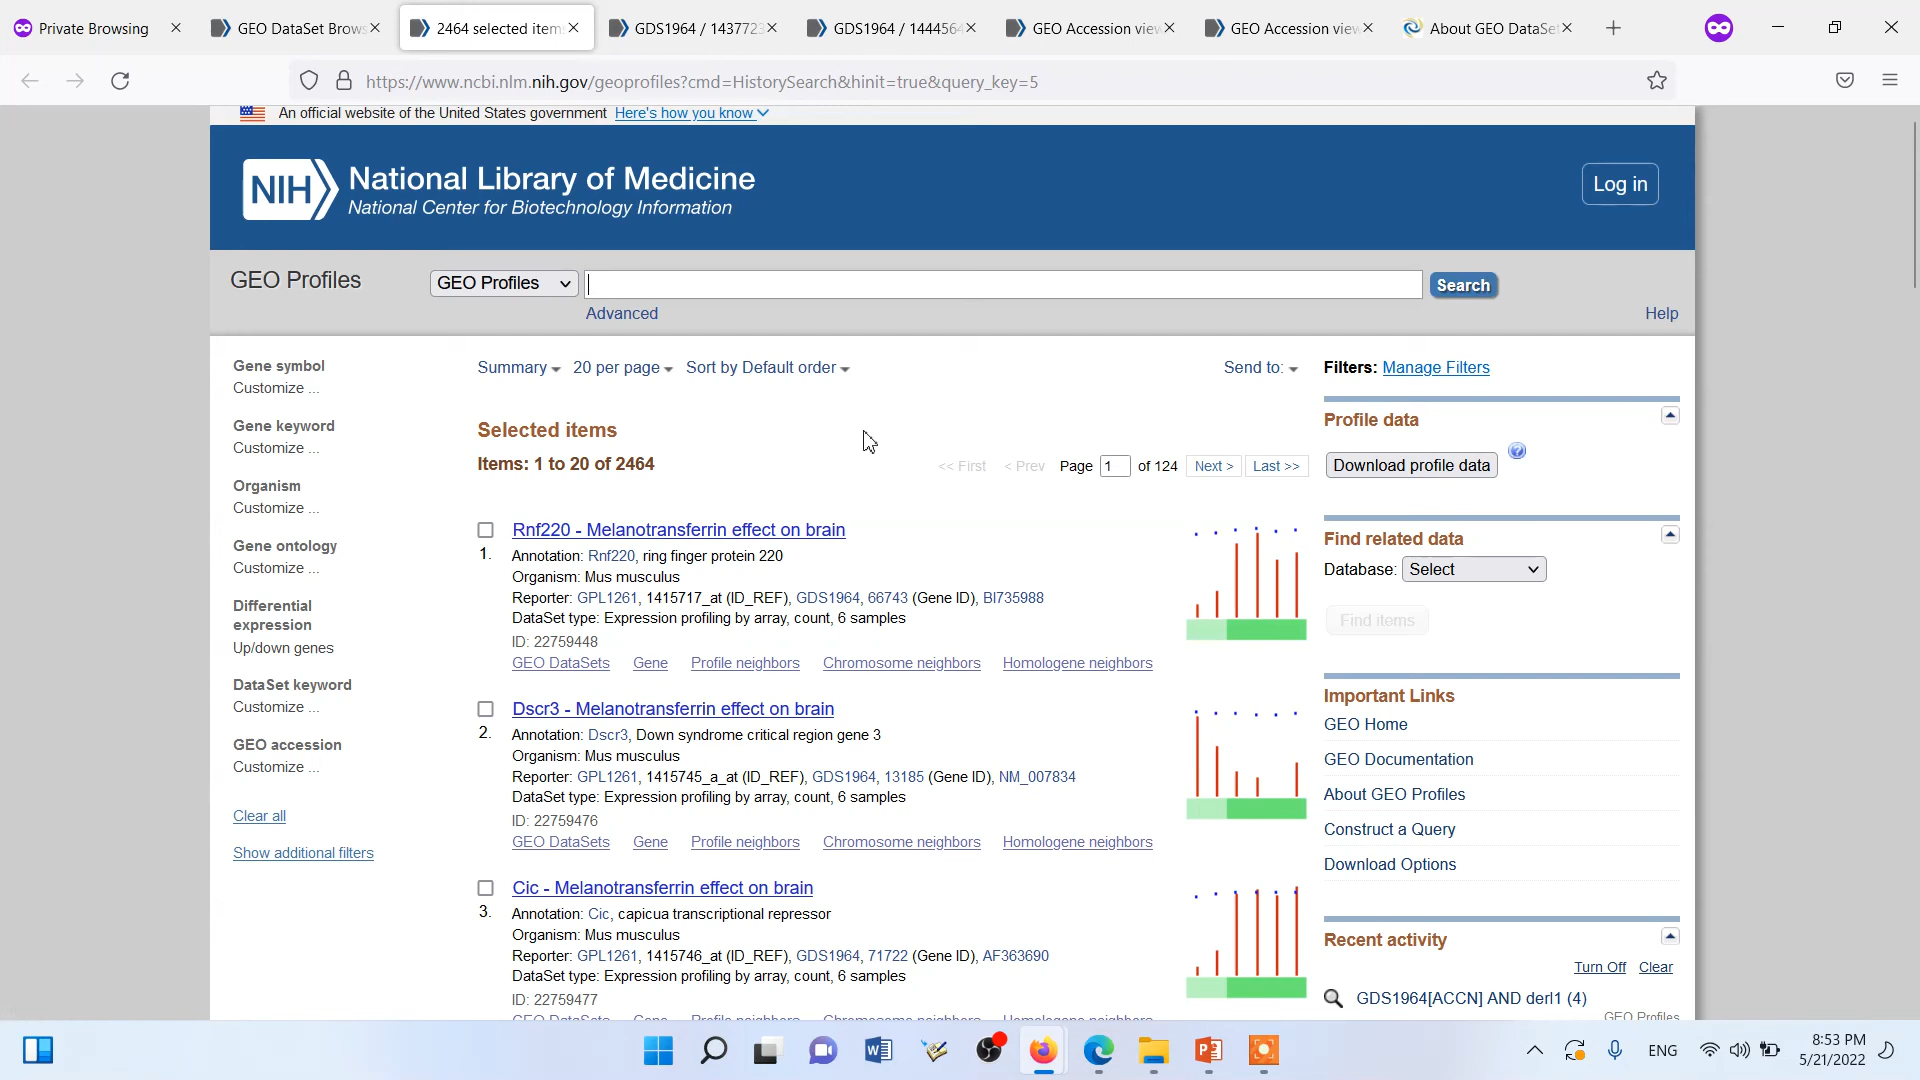 Private Browsing
GEO DataSet Brows
2464 selected item
GDS1964 / 143772
GDS1964 / 144456
GEO Accession view
GEO Accession view
About GEO DataSe
https://www.ncbi.nlm.nih.gov/geoprofiles?cmd=HistorySearch&hinit=true&query_key=5
An official website of the United States government Here's how you know
NIH National Library of Medicine
National Center for Biotechnology Information
Log in
GEO Profiles
GEO Profiles
Search
Advanced
Help
Gene symbol
Customize ...
Gene keyword
Customize ...
Organism
Customize ...
Gene ontology
Customize ...
Differential
expression
Up/down genes
DataSet keyword
Customize ...
GEO accession
Customize ...
Clear all
Show additional filters
Summary 20 per page Sort by Default order
Send to:
Selected items
Items: 1 to 20 of 2464
<< First < Prev Page 1 of 124 Next > Last >>
Rnf220 - Melanotransferrin effect on brain
1. Annotation: Rnf220, ring finger protein 220
Organism: Mus musculus
Reporter: GPL1261, 1415717_at (ID_REF), GDS1964, 66743 (Gene ID), BI735988
DataSet type: Expression profiling by array, count, 6 samples
ID: 22759448
GEO DataSets Gene Profile neighbors Chromosome neighbors Homologene neighbors
Dscr3 - Melanotransferrin effect on brain
2. Annotation: Dscr3, Down syndrome critical region gene 3
Organism: Mus musculus
Reporter: GPL1261, 1415745_a_at (ID_REF), GDS1964, 13185 (Gene ID), NM_007834
DataSet type: Expression profiling by array, count, 6 samples
ID: 22759476
GEO DataSets Gene Profile neighbors Chromosome neighbors Homologene neighbors
Cic - Melanotransferrin effect on brain
3. Annotation: Cic, capicua transcriptional repressor
Organism: Mus musculus
Reporter: GPL1261, 1415746_at (ID_REF), GDS1964, 71722 (Gene ID), AF363690
DataSet type: Expression profiling by array, count, 6 samples
ID: 22759477
GEO DataSets Gene Profile neighbors Chromosome neighbors Homologene neighbors
Filters: Manage Filters
Profile data
Download profile data
Find related data
Database: Select
Find items
Important Links
GEO Home
GEO Documentation
About GEO Profiles
Construct a Query
Download Options
Recent activity
Turn Off Clear
GDS1964[ACCN] AND derl1 (4)
GEO Profiles
ENG
8:53 PM
5/21/2022